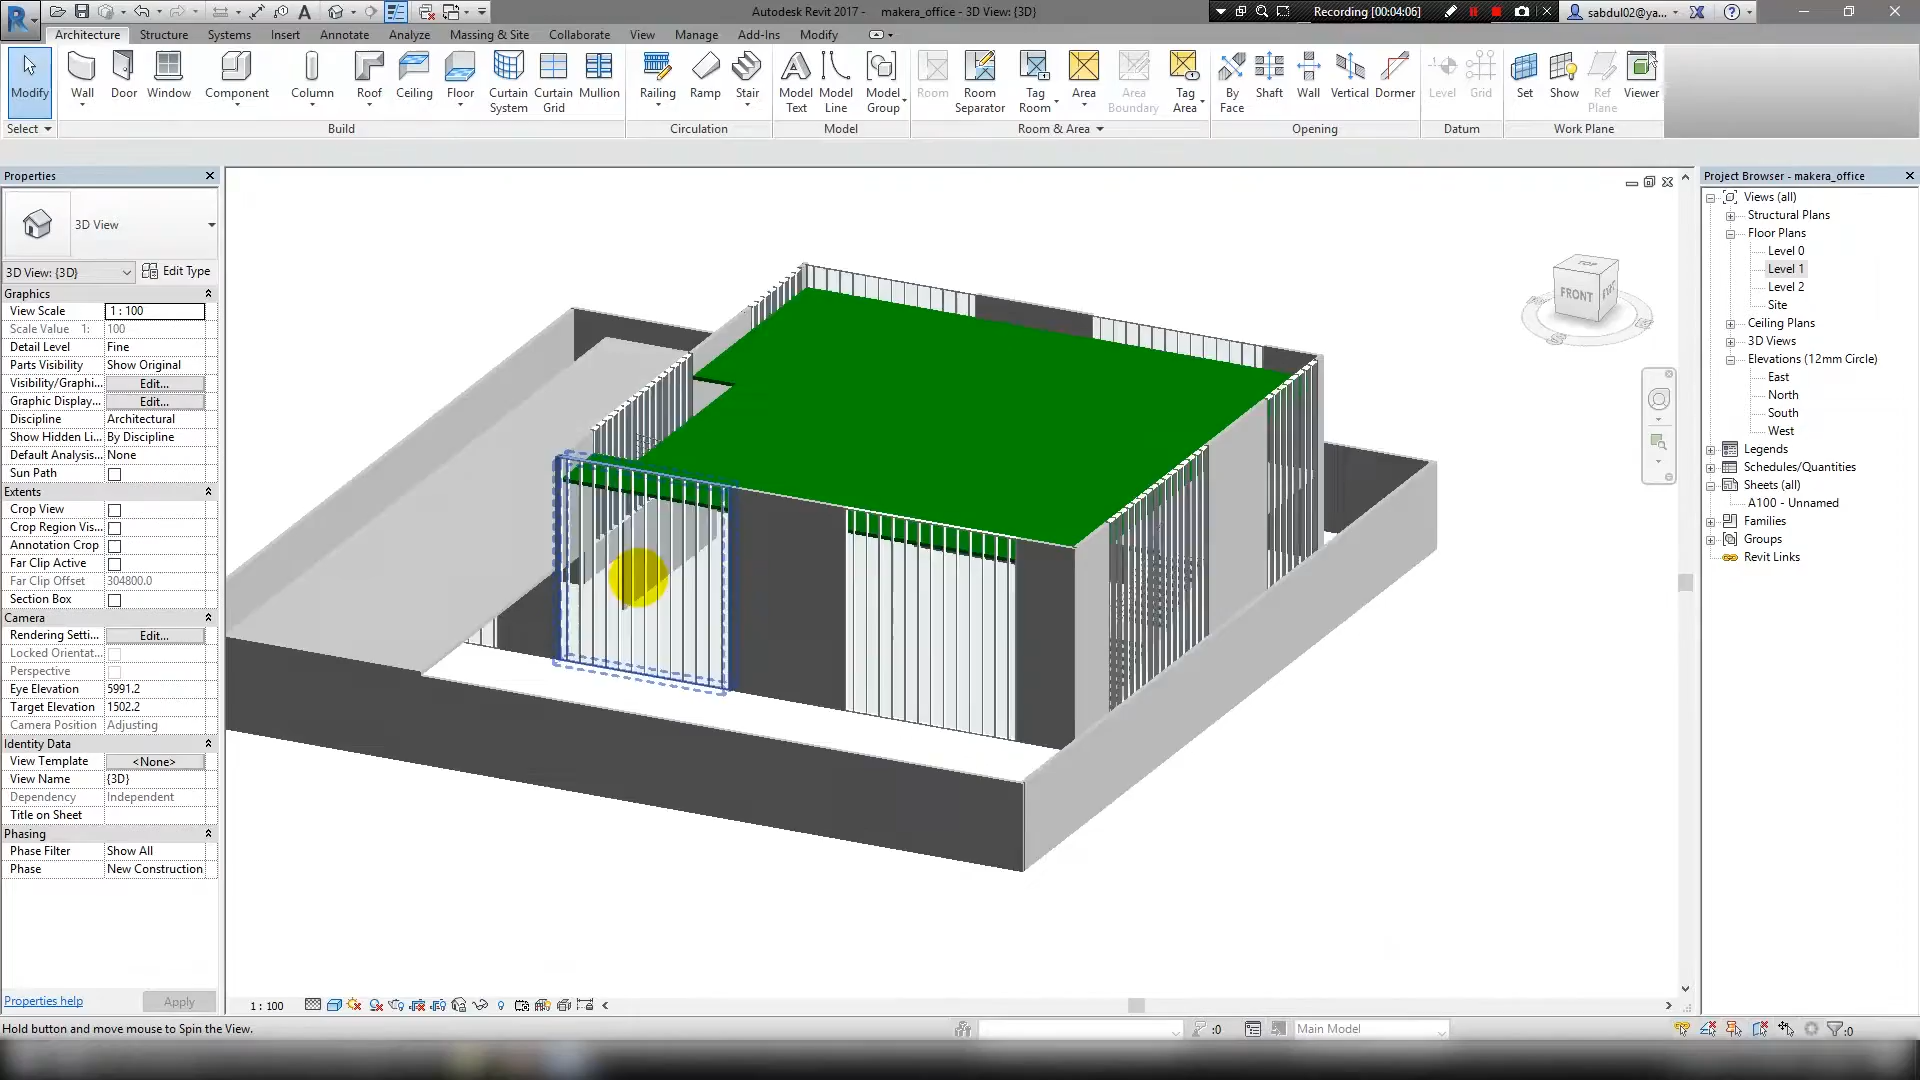 Autodesk Revit 2017 - makera_office - 3D View: {3D}
Recording [00:04:06]
sabdul02@ya...
Architecture Structure Systems Insert Annotate Analyze Massing & Site Collaborate View Manage Add-Ins Modify
Modify Wall Door Window Component Column Roof Ceiling Floor Curtain System Curtain Grid Mullion Railing Ramp Stair Model Text Model Line Model Group Room Room Separator Tag Room Area Area Boundary Tag Area By Face Shaft Wall Vertical Dormer Level Grid Set Show Ref Plane Viewer
Select Build Circulation Model Room & Area Opening Datum Work Plane
Properties
3D View
3D View: {3D} Edit Type
Graphics
View Scale 1 : 100
Scale Value 1: 100
Detail Level Fine
Parts Visibility Show Original
Visibility/Graphi... Edit...
Graphic Display... Edit...
Discipline Architectural
Show Hidden Li... By Discipline
Default Analysis... None
Sun Path
Extents
Crop View
Crop Region Vis...
Annotation Crop
Far Clip Active
Far Clip Offset 304800.0
Section Box
Camera
Rendering Setti... Edit...
Locked Orientat...
Perspective
Eye Elevation 5991.2
Target Elevation 1502.2
Camera Position Adjusting
Identity Data
View Template <None>
View Name {3D}
Dependency Independent
Title on Sheet
Phasing
Phase Filter Show All
Phase New Construction
Properties help Apply
TOP
FRONT
Project Browser - makera_office
Views (all)
Structural Plans
Floor Plans
Level 0
Level 1
Level 2
Site
Ceiling Plans
3D Views
Elevations (12mm Circle)
East
North
South
West
Legends
Schedules/Quantities
Sheets (all)
A100 - Unnamed
Families
Groups
Revit Links
1 : 100
Hold button and move mouse to Spin the View.
:0
Main Model
:0